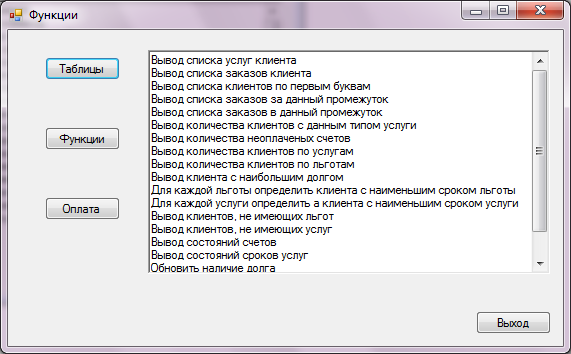 Функции
Таблицы
Функции
Оплата
Вывод списка услуг клиента
Вывод списка заказов клиента
Вывод списка клиентов по первым буквам
Вывод списка заказов за данный промежуток
Вывод списка заказов в данный промежуток
Вывод количества клиентов с данным типом услуги
Вывод количества неоплаченых счетов
Вывод количества клиентов по услугам
Вывод количества клиентов по льготам
Вывод клиента с наибольшим долгом
Для каждой льготы определить клиента с наименьшим сроком льготы
Для каждой услуги определить а клиента с наименьшим сроком услуги
Вывод клиентов, не имеющих льгот
Вывод клиентов, не имеющих услуг
Вывод состояний счетов
Вывод состояний сроков услуг
Обновить наличие долга
Выход